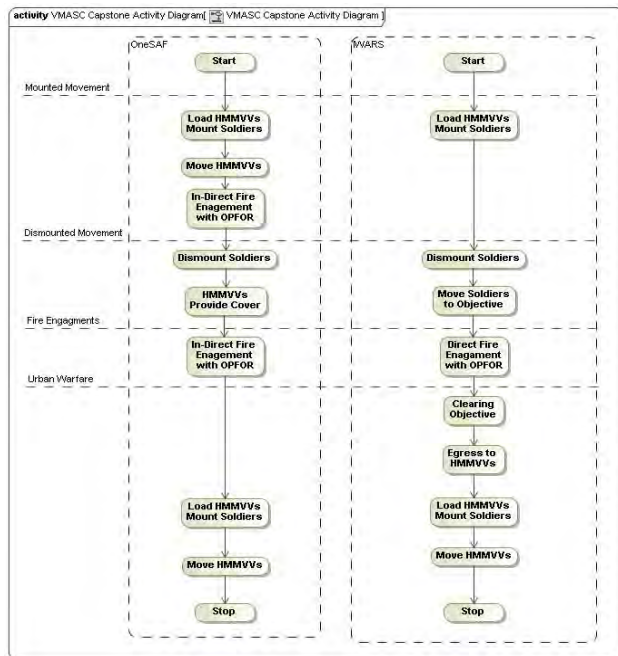 activity VMASC Capstone Activity Diagram[ VMASC Capstone Activity Diagram ]
OneSAF
IWARS
Start
Start
Mounted Movement
Load HMMVVs
Mount Soldiers
Load HMMVVs
Mount Soldiers
Move HMMVVs
In-Direct Fire
Enagement
with OPFOR
Dismounted Movement
Dismount Soldiers
Dismount Soldiers
HMMVVs
Provide Cover
Move Soldiers
to Objective
Fire Engagments
In-Direct Fire
Enagement
with OPFOR
Direct Fire
Enagament
with OPFOR
Urban Warfare
Clearing
Objective
Egress to
HMMVVs
Load HMMVVs
Mount Soldiers
Load HMMVVs
Mount Soldiers
Move HMMVVs
Move HMMVVs
Stop
Stop